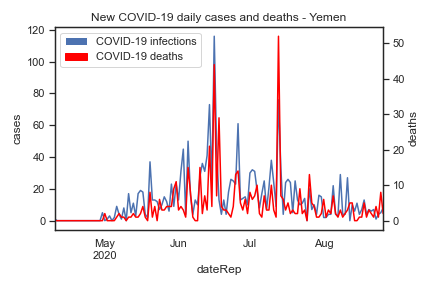 New COVID-19 daily cases and deaths - Yemen
COVID-19 infections
COVID-19 deaths
120
100
80
60
40
20
0
cases
50
40
30
20
10
0
deaths
May
2020
Jun
Jul
Aug
dateRep